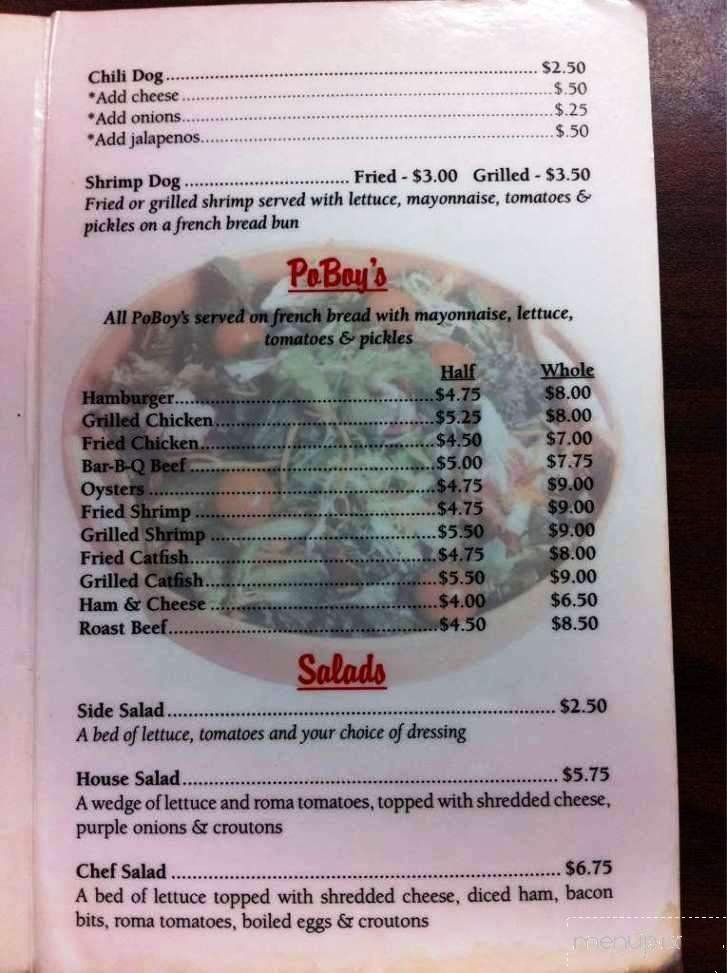 Chili Dog.......................................................................... $2.50
*Add cheese.......................................................................$.50
*Add onions.......................................................................$.25
*Add jalapenos...................................................................$.50
Shrimp Dog ................................. Fried - $3.00 Grilled - $3.50
Fried or grilled shrimp served with lettuce, mayonnaise, tomatoes &
pickles on a french bread bun
PoBoy's
All PoBoy's served on french bread with mayonnaise, lettuce,
tomatoes & pickles
Half Whole
Hamburger....................................................$4.75 $8.00
Grilled Chicken............................................$5.25 $8.00
Fried Chicken...............................................$4.50 $7.00
Bar-B-Q Beef.................................................$5.00 $7.75
Oysters .........................................................$4.75 $9.00
Fried Shrimp ................................................$4.75 $9.00
Grilled Shrimp .............................................$5.50 $9.00
Fried Catfish.................................................$4.75 $8.00
Grilled Catfish..............................................$5.50 $9.00
Ham & Cheese .............................................$4.00 $6.50
Roast Beef.....................................................$4.50 $8.50
Salads
Side Salad............................................................................. $2.50
A bed of lettuce, tomatoes and your choice of dressing
House Salad.......................................................................... $5.75
A wedge of lettuce and roma tomatoes, topped with shredded cheese,
purple onions & croutons
Chef Salad ............................................................................ $6.75
A bed of lettuce topped with shredded cheese, diced ham, bacon
bits, roma tomatoes, boiled eggs & croutons